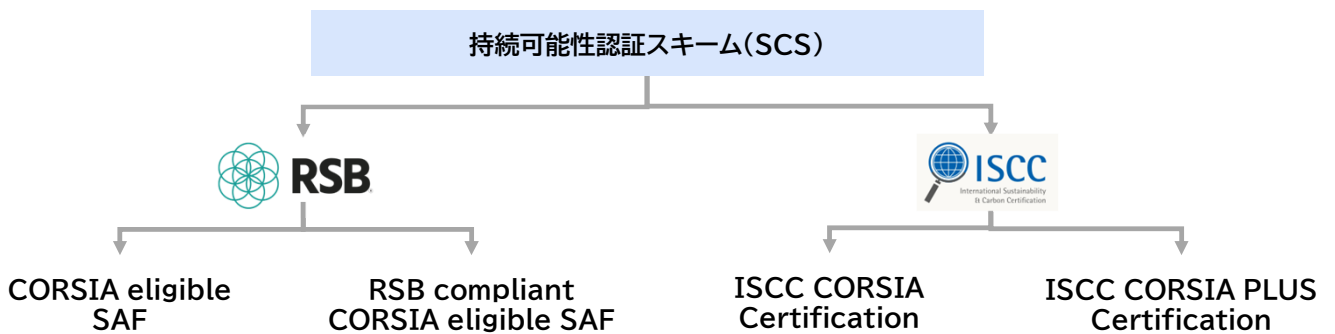 持続可能性認証スキーム(SCS)
RSB
ISCC
International Sustainability
& Carbon Certification
CORSIA eligible
SAF
RSB compliant
CORSIA eligible SAF
ISCC CORSIA
Certification
ISCC CORSIA PLUS
Certification